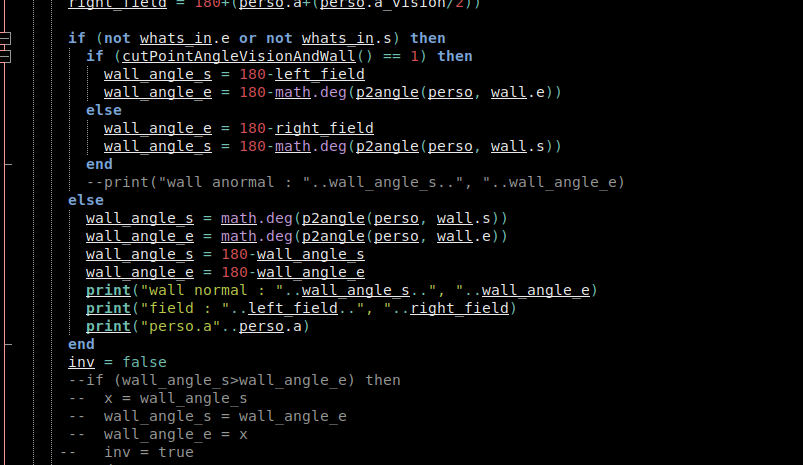 right_field = 180+(perso.a+(perso.a_vision/2))
if (not whats_in.e or not whats_in.s) then
if (cutPointAngleVisionAndWall() == 1) then
wall_angle_s = 180-left_field
wall_angle_e = 180-math.deg(p2angle(perso, wall.e))
else
wall_angle_e = 180-right_field
wall_angle_s = 180-math.deg(p2angle(perso, wall.s))
end
--print("wall anormal : "..wall_angle_s..", "..wall_angle_e)
else
wall_angle_s = math.deg(p2angle(perso, wall.s))
wall_angle_e = math.deg(p2angle(perso, wall.e))
wall_angle_s = 180-wall_angle_s
wall_angle_e = 180-wall_angle_e
print("wall normal : "..wall_angle_s..", "..wall_angle_e)
print("field : "..left_field..", "..right_field)
print("perso.a"..perso.a)
end
inv = false
--if (wall_angle_s>wall_angle_e) then
--  x = wall_angle_s
--  wall_angle_s = wall_angle_e
--  wall_angle_e = x
--   inv = true